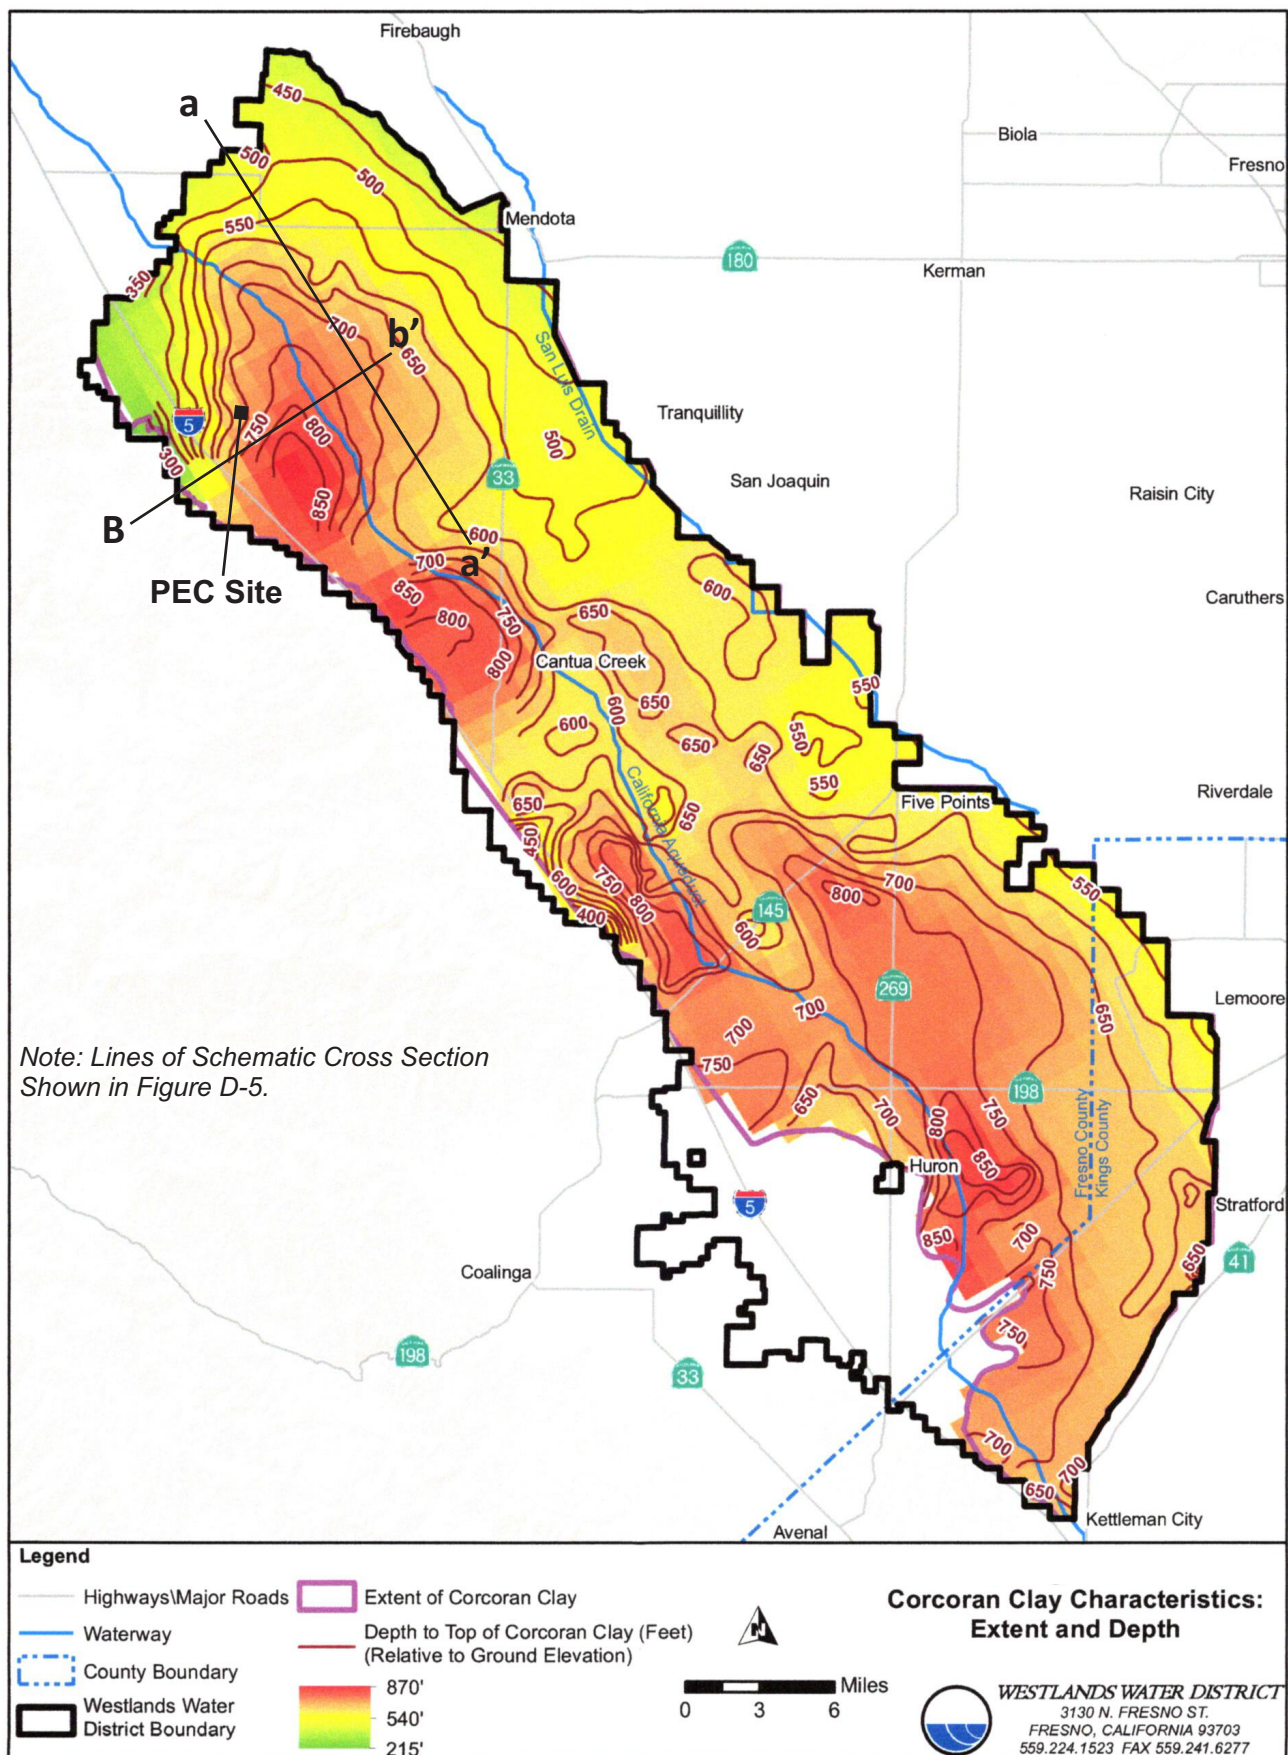 Firebaugh
450
a
Biola
500
Fresno
500
Mendota
550
180
Kerman
350
700
b’
650
San Luis Drain
Tranquillity
5
750
800
500
300
33
San Joaquin
Raisin City
850
B
600
a’
700
PEC Site
600
850
800
750
650
Caruthers
800
Cantua Creek
550
650
600
600
650
650
550
California Aqueduct
550
Riverdale
650
Five Points
650
450
600
750
800
400
700
800
550
145
600
269
Lemoore
700
650
700
Note: Lines of Schematic Cross Section
Shown in Figure D-5.
750
650
700
198
750
800
850
Huron
Fresno County
Kings County
5
Stratford
850
700
41
650
750
Coalinga
750
198
33
700
700
650
Kettleman City
Avenal
Legend
Highways\Major Roads
Waterway
County Boundary
Westlands Water
District Boundary
Extent of Corcoran Clay
Depth to Top of Corcoran Clay (Feet)
(Relative to Ground Elevation)
870'
540'
215'
N
Miles
0 3 6
Corcoran Clay Characteristics:
Extent and Depth
WESTLANDS WATER DISTRICT
3130 N. FRESNO ST.
FRESNO, CALIFORNIA 93703
559.224.1523 FAX 559.241.6277